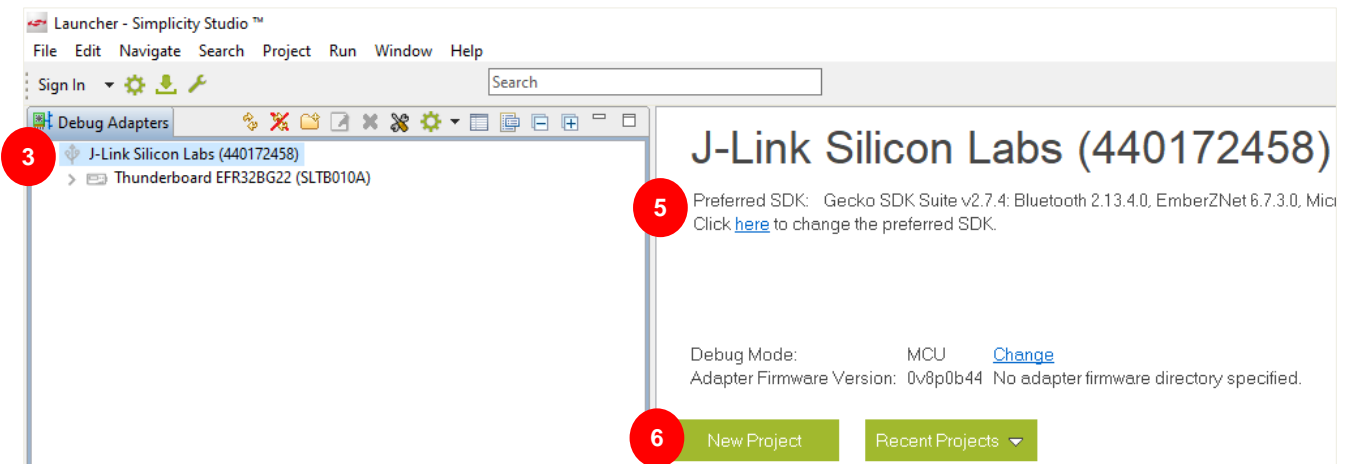 Launcher - Simplicity Studio ™
File Edit Navigate Search Project Run Window Help
Sign In
Search
Debug Adapters
3
J-Link Silicon Labs (440172458)
Thunderboard EFR32BG22 (SLTB010A)
J-Link Silicon Labs (440172458)
5
Preferred SDK: Gecko SDK Suite v2.7.4: Bluetooth 2.13.4.0, EmberZNet 6.7.3.0, Micr
Click here to change the preferred SDK.
Debug Mode: MCU Change
Adapter Firmware Version: 0v8p0b44 No adapter firmware directory specified.
6
New Project Recent Projects